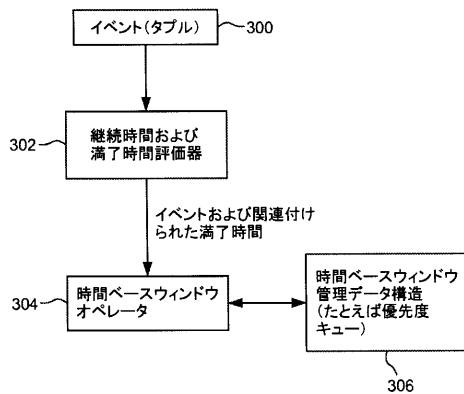 イベント(タプル)
300
302
継続時間および
満了時間評価器
イベントおよび関連付け
られた満了時間
304
時間ベースウィンドウ
オペレータ
時間ベースウィンドウ
管理データ構造
(たとえば優先度
キュー)
306